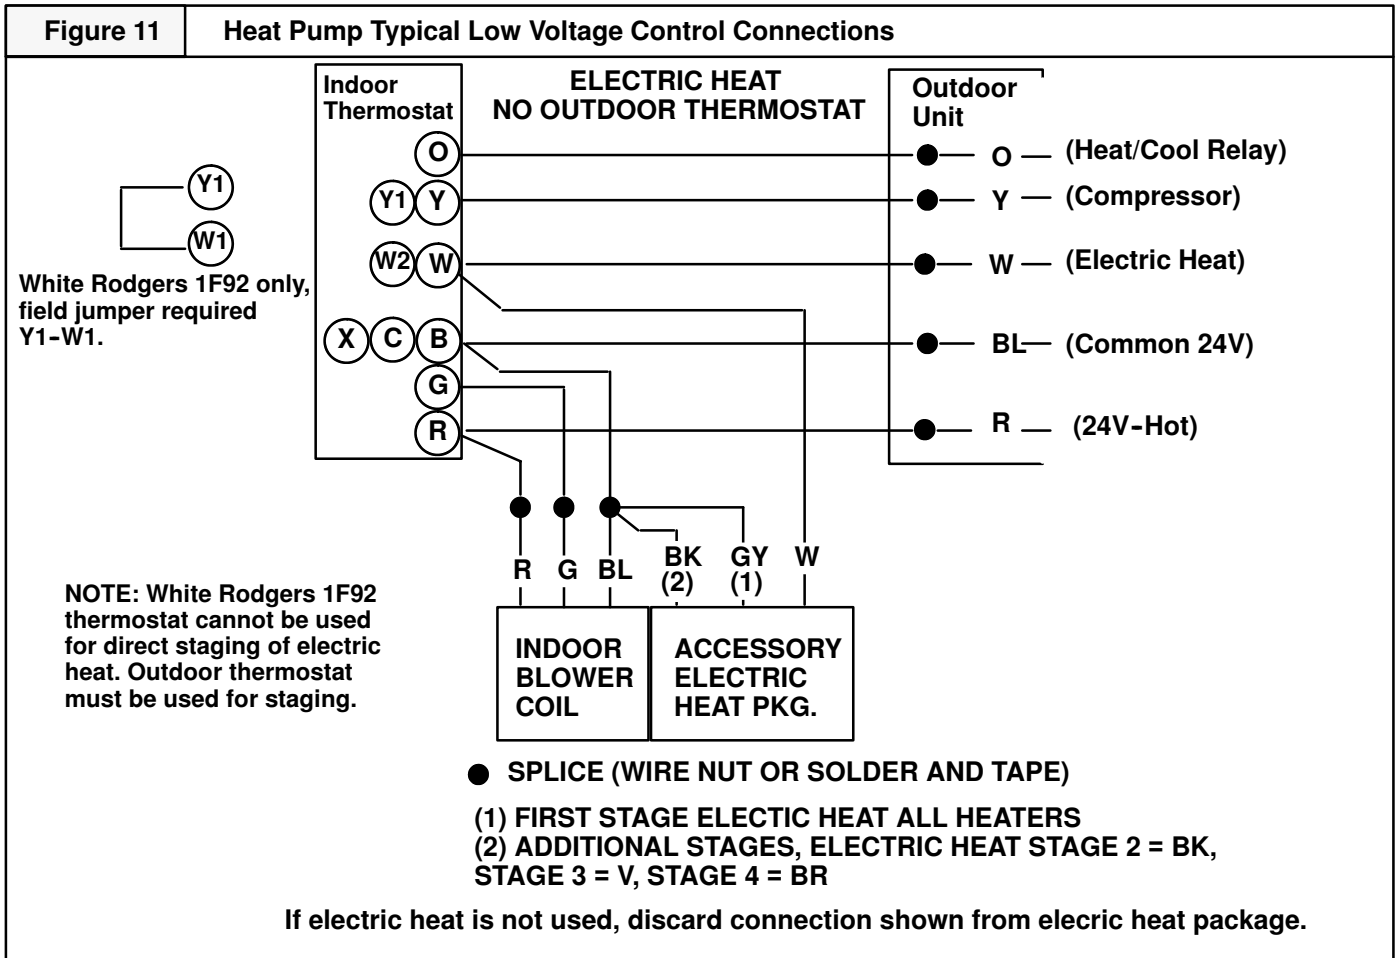 Figure 11
Heat Pump Typical Low Voltage Control Connections
Indoor
Thermostat
ELECTRIC HEAT
NO OUTDOOR THERMOSTAT
Outdoor
Unit
O
O
(Heat/Cool Relay)
Y1
Y1
Y
Y
(Compressor)
W1
W2
W
W
(Electric Heat)
White Rodgers 1F92 only,
field jumper required
Y1-W1.
X
C
B
BL
(Common 24V)
G
R
R
(24V-Hot)
R
G
BL
BK
(2)
GY
(1)
W
NOTE: White Rodgers 1F92
thermostat cannot be used
for direct staging of electric
heat. Outdoor thermostat
must be used for staging.
INDOOR
BLOWER
COIL
ACCESSORY
ELECTRIC
HEAT PKG.
SPLICE (WIRE NUT OR SOLDER AND TAPE)
(1) FIRST STAGE ELECTIC HEAT ALL HEATERS
(2) ADDITIONAL STAGES, ELECTRIC HEAT STAGE 2 = BK,
STAGE 3 = V, STAGE 4 = BR
If electric heat is not used, discard connection shown from elecric heat package.